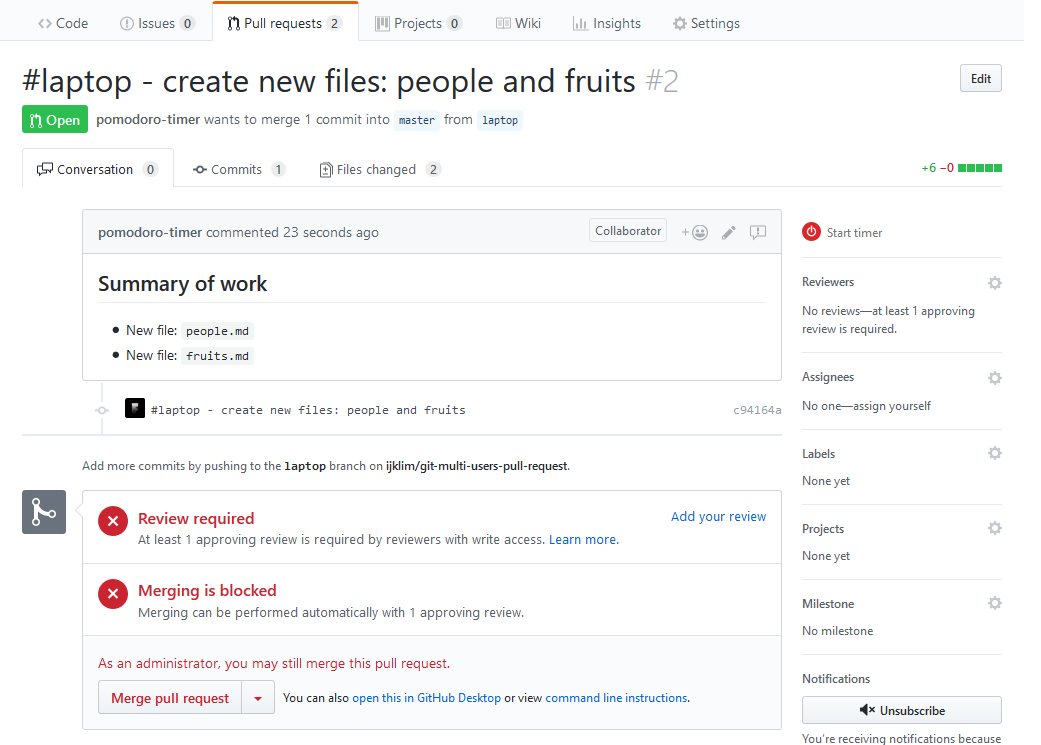 Code Issues 0 Pull requests 2 Projects 0 Wiki Insights Settings
#laptop - create new files: people and fruits #2
Edit
Open pomodoro-timer wants to merge 1 commit into master from laptop
Conversation 0 Commits 1 Files changed 2
+6 −0
pomodoro-timer commented 23 seconds ago
Collaborator
Summary of work
• New file: people.md
• New file: fruits.md
#laptop - create new files: people and fruits c94164a
Add more commits by pushing to the laptop branch on ijklim/git-multi-users-pull-request.
Review required
Add your review
At least 1 approving review is required by reviewers with write access. Learn more.
Merging is blocked
Merging can be performed automatically with 1 approving review.
As an administrator, you may still merge this pull request.
Merge pull request
You can also open this in GitHub Desktop or view command line instructions.
Start timer
Reviewers
No reviews—at least 1 approving
review is required.
Assignees
No one—assign yourself
Labels
None yet
Projects
None yet
Milestone
No milestone
Notifications
Unsubscribe
You're receiving notifications because